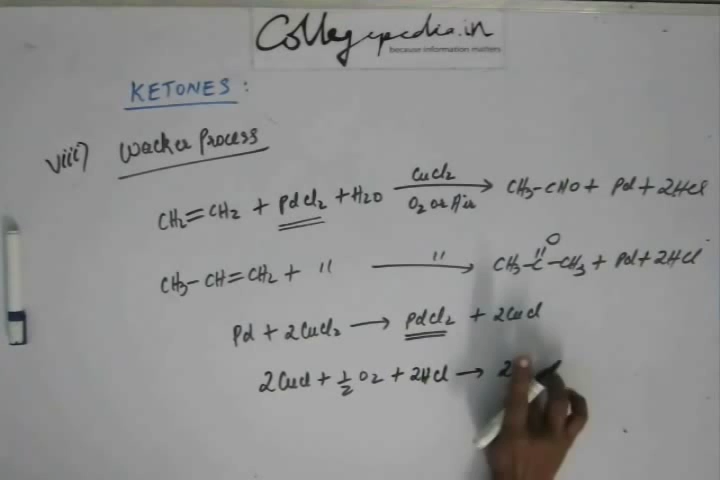 Collegepedia.in
because information matters
KETONES:
viii) Wacker Process
CH2=CH2 + PdCl2 + H2O CuCl2 O2 or Air → CH3-CHO + Pd + 2HCl
CH3-CH=CH2 + " " → CH3-C(=O)-CH3 + Pd + 2HCl
Pd + 2CuCl2 → PdCl2 + 2CuCl
2CuCl + 1/2 O2 + 2HCl → 2